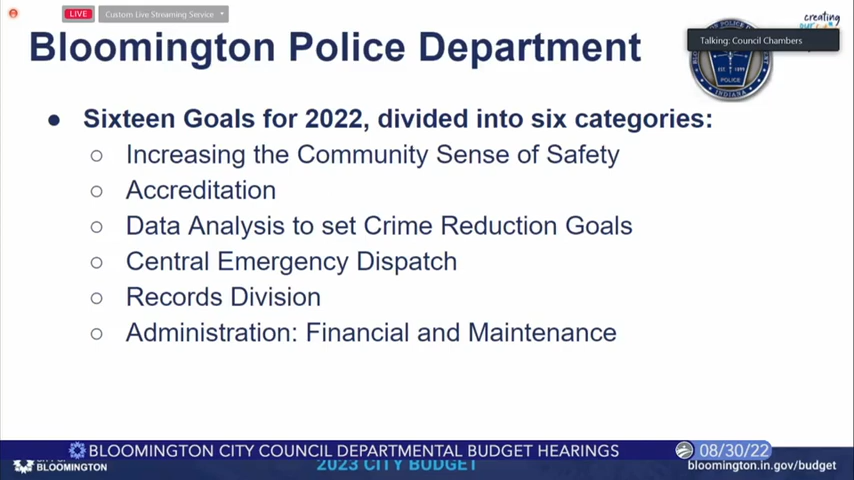 LIVE
Custom Live Streaming Service
creating
Talking: Council Chambers
Bloomington Police Department
POLICE
INDIANA
● Sixteen Goals for 2022, divided into six categories:
○ Increasing the Community Sense of Safety
○ Accreditation
○ Data Analysis to set Crime Reduction Goals
○ Central Emergency Dispatch
○ Records Division
○ Administration: Financial and Maintenance
BLOOMINGTON CITY COUNCIL DEPARTMENTAL BUDGET HEARINGS
08/30/22
BLOOMINGTON
2023 CITY BUDGET
bloomington.in.gov/budget